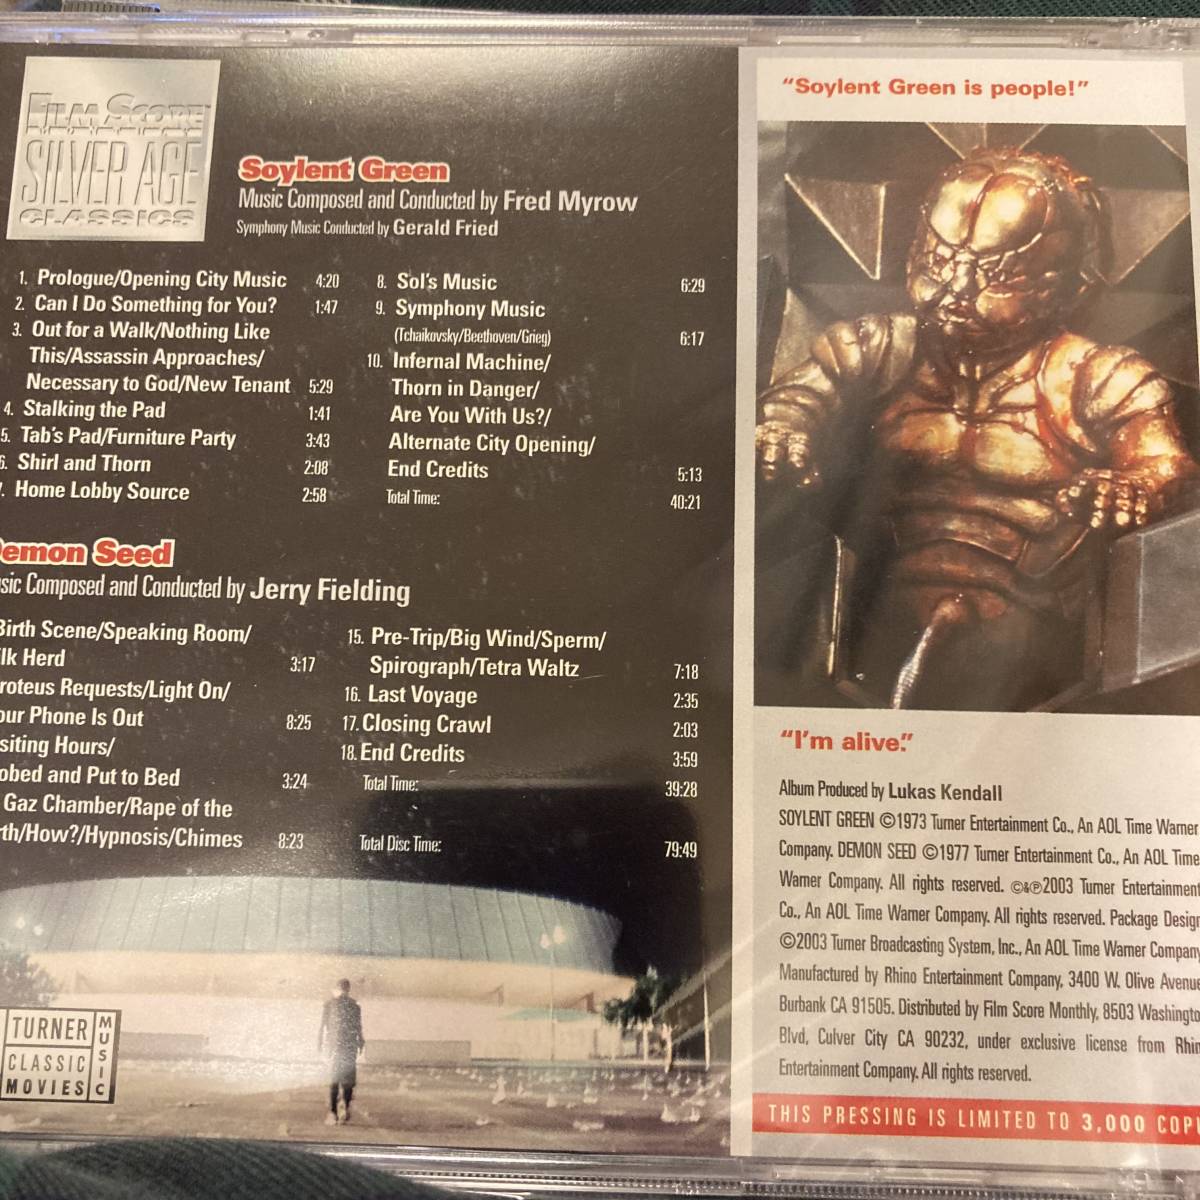 FILM SCORE
SILVER AGE
CLASSICS
Soylent Green
Music Composed and Conducted by Fred Myrow
Symphony Music Conducted by Gerald Fried
1. Prologue/Opening City Music 4:20
2. Can I Do Something for You? 1:47
3. Out for a Walk/Nothing Like
This/Assassin Approaches/
Necessary to God/New Tenant 5:29
4. Stalking the Pad 1:41
5. Tab's Pad/Furniture Party 3:43
6. Shirl and Thorn 2:08
. Home Lobby Source 2:58
8. Sol's Music 6:29
9. Symphony Music
(Tchaikovsky/Beethoven/Grieg) 6:17
10. Infernal Machine/
Thorn in Danger/
Are You With Us?/
Alternate City Opening/
End Credits 5:13
Total Time: 40:21
emon Seed
sic Composed and Conducted by Jerry Fielding
Birth Scene/Speaking Room/
lk Herd 3:17
roteus Requests/Light On/
our Phone Is Out 8:25
siting Hours/
obed and Put to Bed 3:24
Gaz Chamber/Rape of the
rth/How?/Hypnosis/Chimes 8:23
15. Pre-Trip/Big Wind/Sperm/
Spirograph/Tetra Waltz 7:18
16. Last Voyage 2:35
17. Closing Crawl 2:03
18. End Credits 3:59
Total Time: 39:28
Total Disc Time: 79:49
TURNER
CLASSIC
MOVIES
MUSIC
"Soylent Green is people!"
"I'm alive."
Album Produced by Lukas Kendall
SOYLENT GREEN ©1973 Turner Entertainment Co., An AOL Time Warner
Company. DEMON SEED ©1977 Turner Entertainment Co., An AOL Time
Warner Company. All rights reserved. ©&℗2003 Turner Entertainment
Co., An AOL Time Warner Company. All rights reserved. Package Design
©2003 Turner Broadcasting System, Inc., An AOL Time Warner Company
Manufactured by Rhino Entertainment Company, 3400 W. Olive Avenue
Burbank CA 91505. Distributed by Film Score Monthly, 8503 Washingto
Blvd, Culver City CA 90232, under exclusive license from Rhin
Entertainment Company. All rights reserved.
THIS PRESSING IS LIMITED TO 3,000 COPI